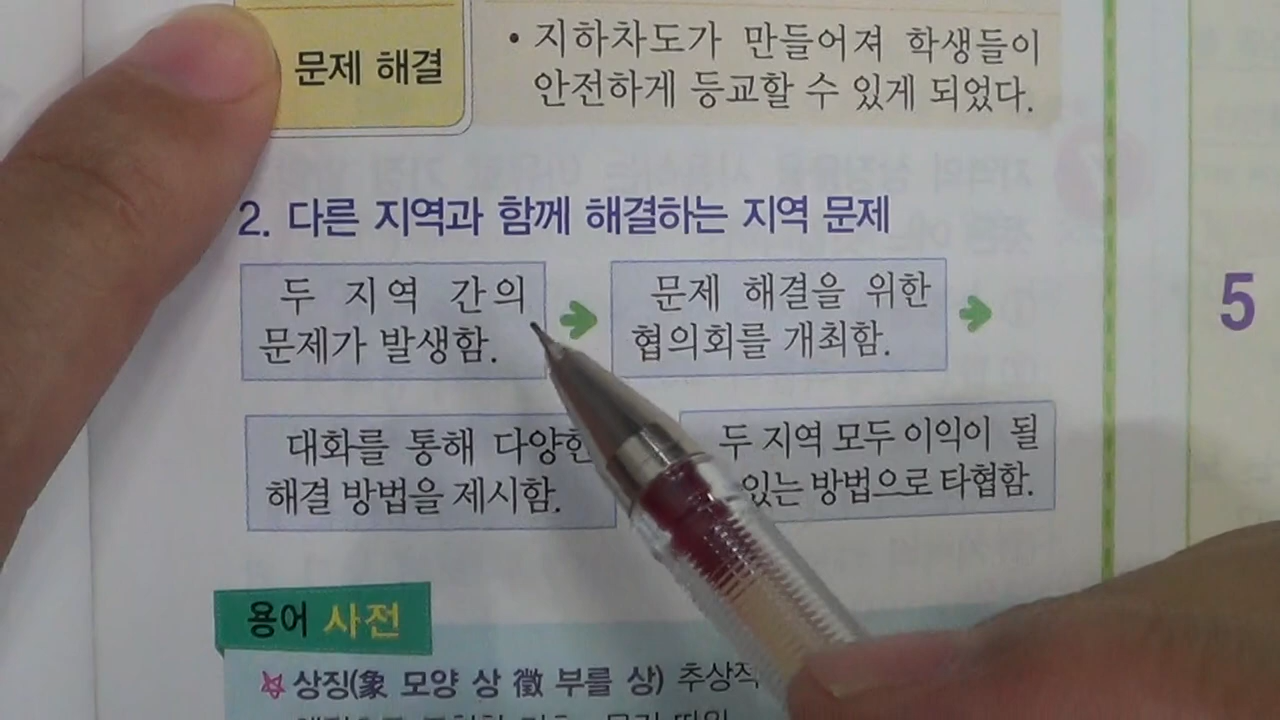 문제 해결
• 지하차도가 만들어져 학생들이
안전하게 등교할 수 있게 되었다.
2. 다른 지역과 함께 해결하는 지역 문제
두 지역 간의
문제가 발생함.
문제 해결을 위한
협의회를 개최함.
대화를 통해 다양한
해결 방법을 제시함.
두 지역 모두 이익이 될
있는 방법으로 타협함.
5
용어 사전
상징(象 모양 상 徵 부를 상) 추상적